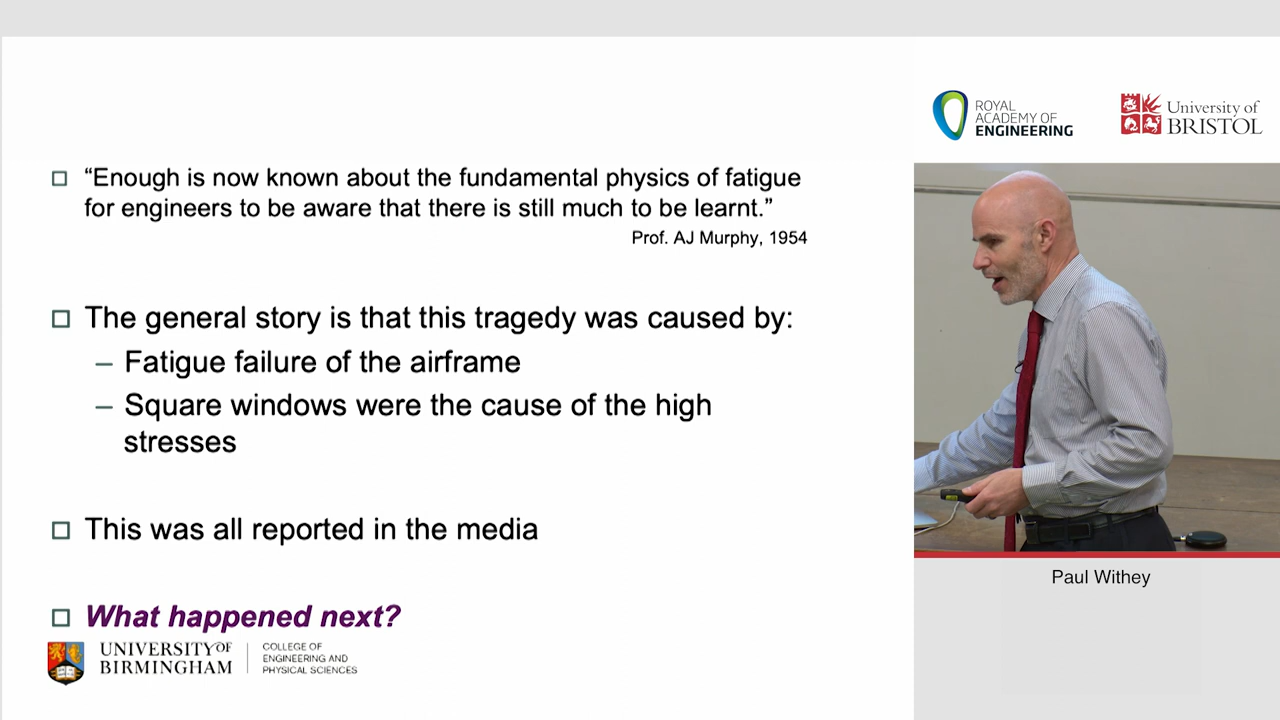 “Enough is now known about the fundamental physics of fatigue
for engineers to be aware that there is still much to be learnt.”
Prof. AJ Murphy, 1954
The general story is that this tragedy was caused by:
– Fatigue failure of the airframe
– Square windows were the cause of the high
stresses
This was all reported in the media
What happened next?
UNIVERSITY OF
BIRMINGHAM
COLLEGE OF
ENGINEERING AND
PHYSICAL SCIENCES
ROYAL
ACADEMY OF
ENGINEERING
University of
BRISTOL
Paul Withey